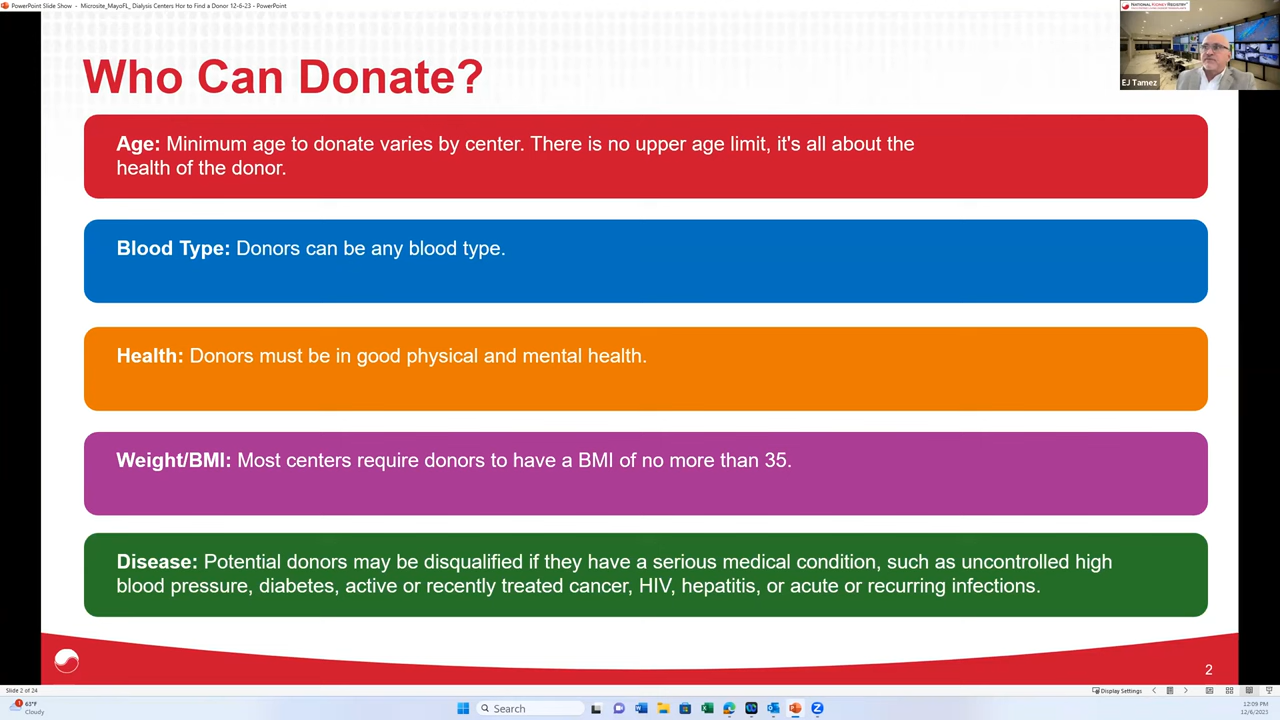 PowerPoint Slide Show - Microsite_MayoFL_ Dialysis Centers Hor to Find a Donor 12-6-23 - PowerPoint
NATIONAL KIDNEY REGISTRY
EJ Tamez
Who Can Donate?
Age: Minimum age to donate varies by center. There is no upper age limit, it's all about the
health of the donor.
Blood Type: Donors can be any blood type.
Health: Donors must be in good physical and mental health.
Weight/BMI: Most centers require donors to have a BMI of no more than 35.
Disease: Potential donors may be disqualified if they have a serious medical condition, such as uncontrolled high
blood pressure, diabetes, active or recently treated cancer, HIV, hepatitis, or acute or recurring infections.
2
Slide 2 of 24
Display Settings
1
63°F
Cloudy
Search
12:09 PM
12/6/2023